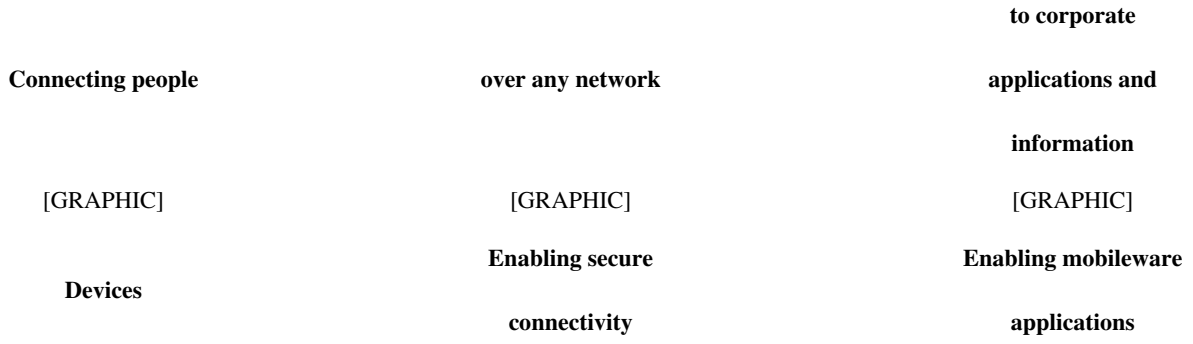 Connecting people
over any network
to corporate
applications and
information
[GRAPHIC]
[GRAPHIC]
[GRAPHIC]
Devices
Enabling secure
connectivity
Enabling mobileware
applications